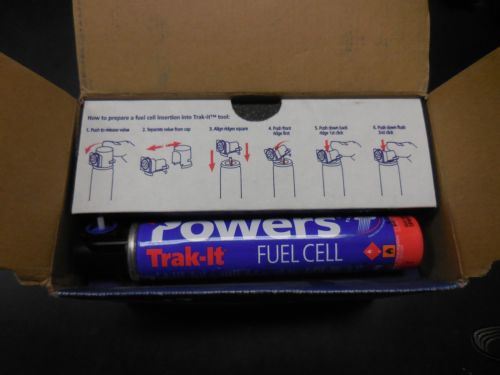 How to prepare a fuel cell insertion into Trak-It™ tool:
1. Push to release valve
2. Separate valve from cap
3. Align ridges square
4. Push front
ridge first
5. Push down back
ridge 1st click
6. Push down flush
2nd click
Powers
Trak-It
FUEL CELL